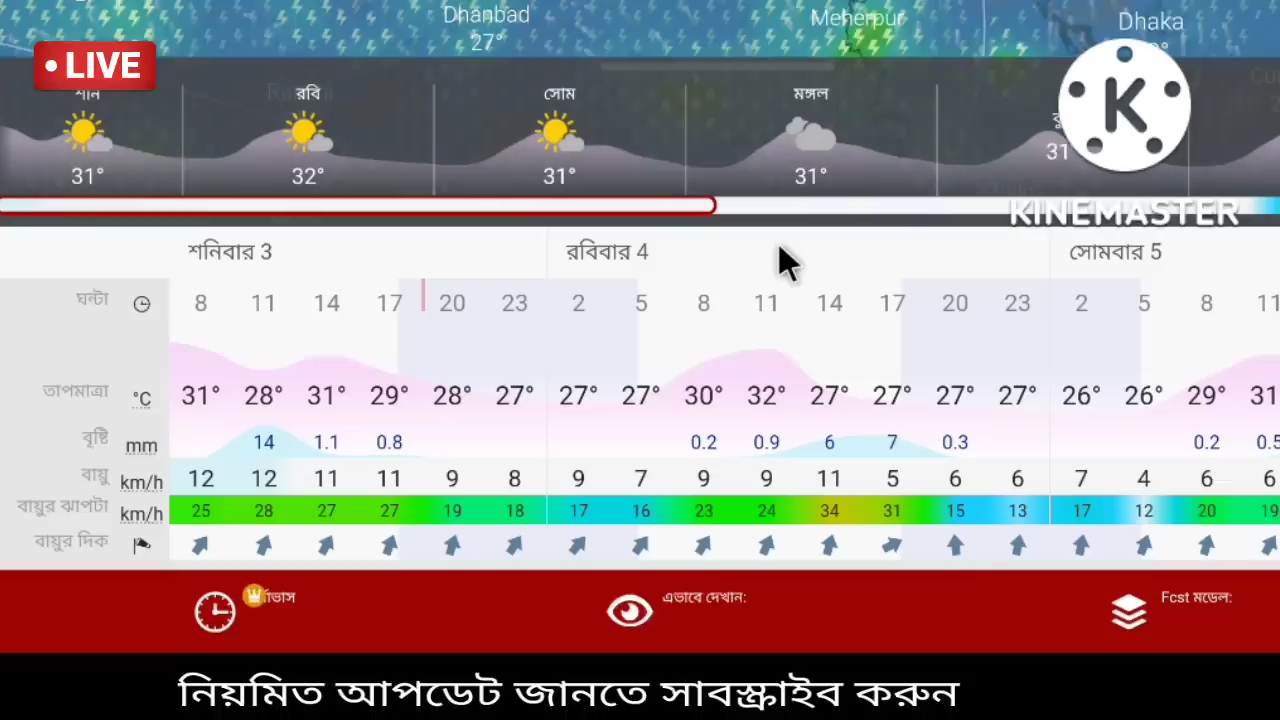 Dhanbad
27°
Meherpur
Dhaka
• LIVE
শনি রবি সোম মঙ্গল
31° 32° 31° 31° 31
K
KINEMASTER
শনিবার 3 রবিবার 4 সোমবার 5
ঘন্টা 8 11 14 17 20 23 2 5 8 11 14 17 20 23 2 5 8 11
তাপমাত্রা °C 31° 28° 31° 29° 28° 27° 27° 27° 30° 32° 27° 27° 27° 27° 26° 26° 29° 31
বৃষ্টি mm 14 1.1 0.8 0.2 0.9 6 7 0.3 0.2 0.5
বায়ু km/h 12 12 11 11 9 8 9 7 9 9 11 5 6 6 7 4 6 6
বায়ুর ঝাপটা km/h 25 28 27 27 19 18 17 16 23 24 34 31 15 13 17 12 20 19
বায়ুর দিক
এভাবে দেখান:
Fcst মডেল:
নিয়মিত আপডেট জানতে সাবস্ক্রাইব করুন